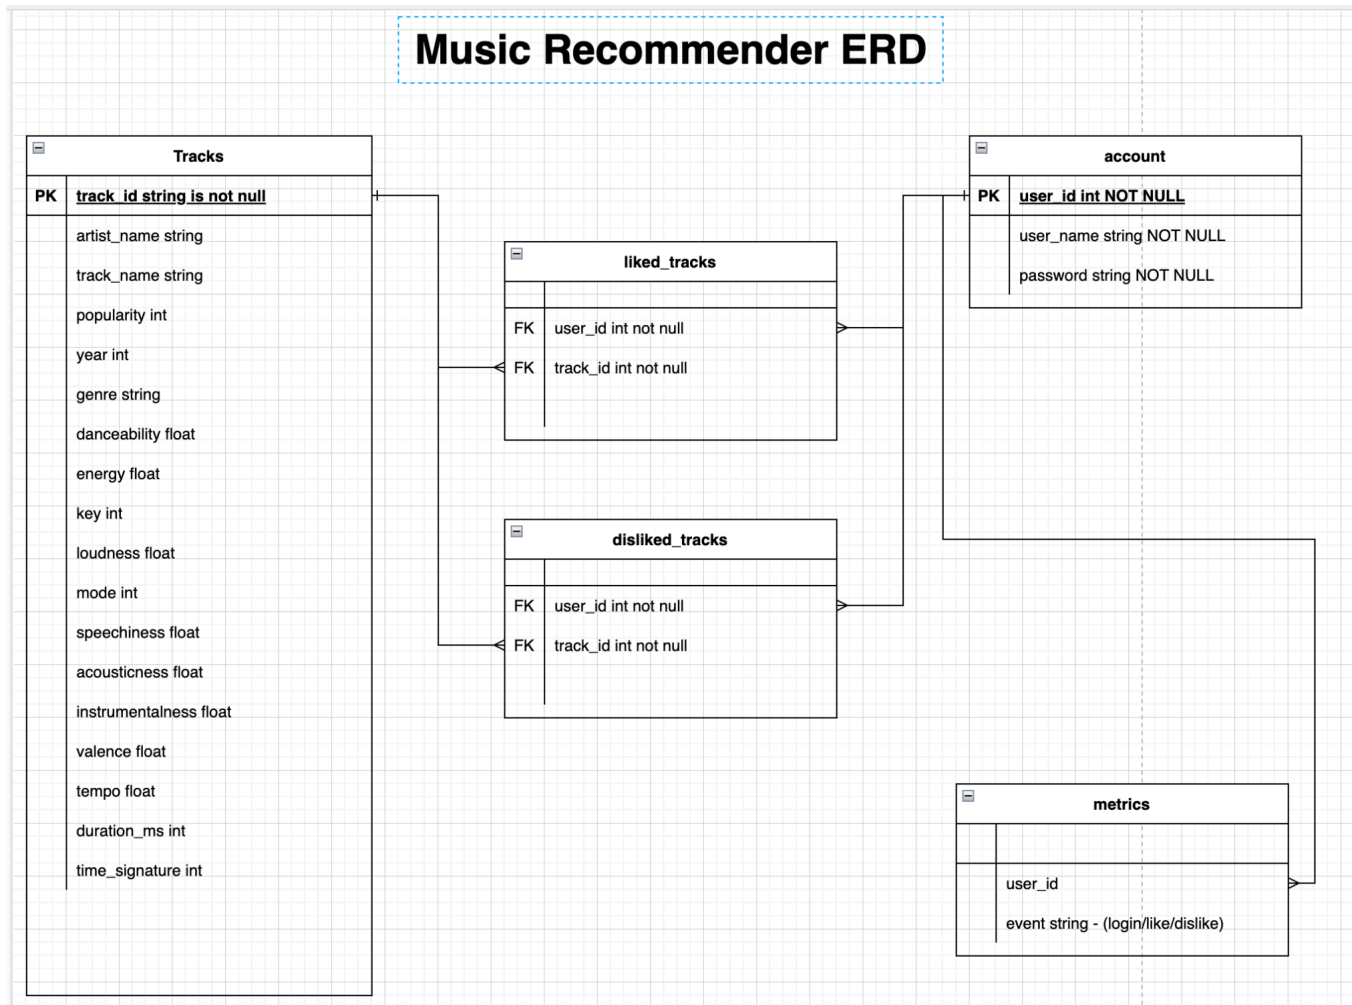 Music Recommender ERD
Tracks
PK track_id string is not null
artist_name string
track_name string
popularity int
year int
genre string
danceability float
energy float
key int
loudness float
mode int
speechiness float
acousticness float
instrumentalness float
valence float
tempo float
duration_ms int
time_signature int
liked_tracks
FK user_id int not null
FK track_id int not null
disliked_tracks
FK user_id int not null
FK track_id int not null
account
PK user_id int NOT NULL
user_name string NOT NULL
password string NOT NULL
metrics
user_id
event string - (login/like/dislike)